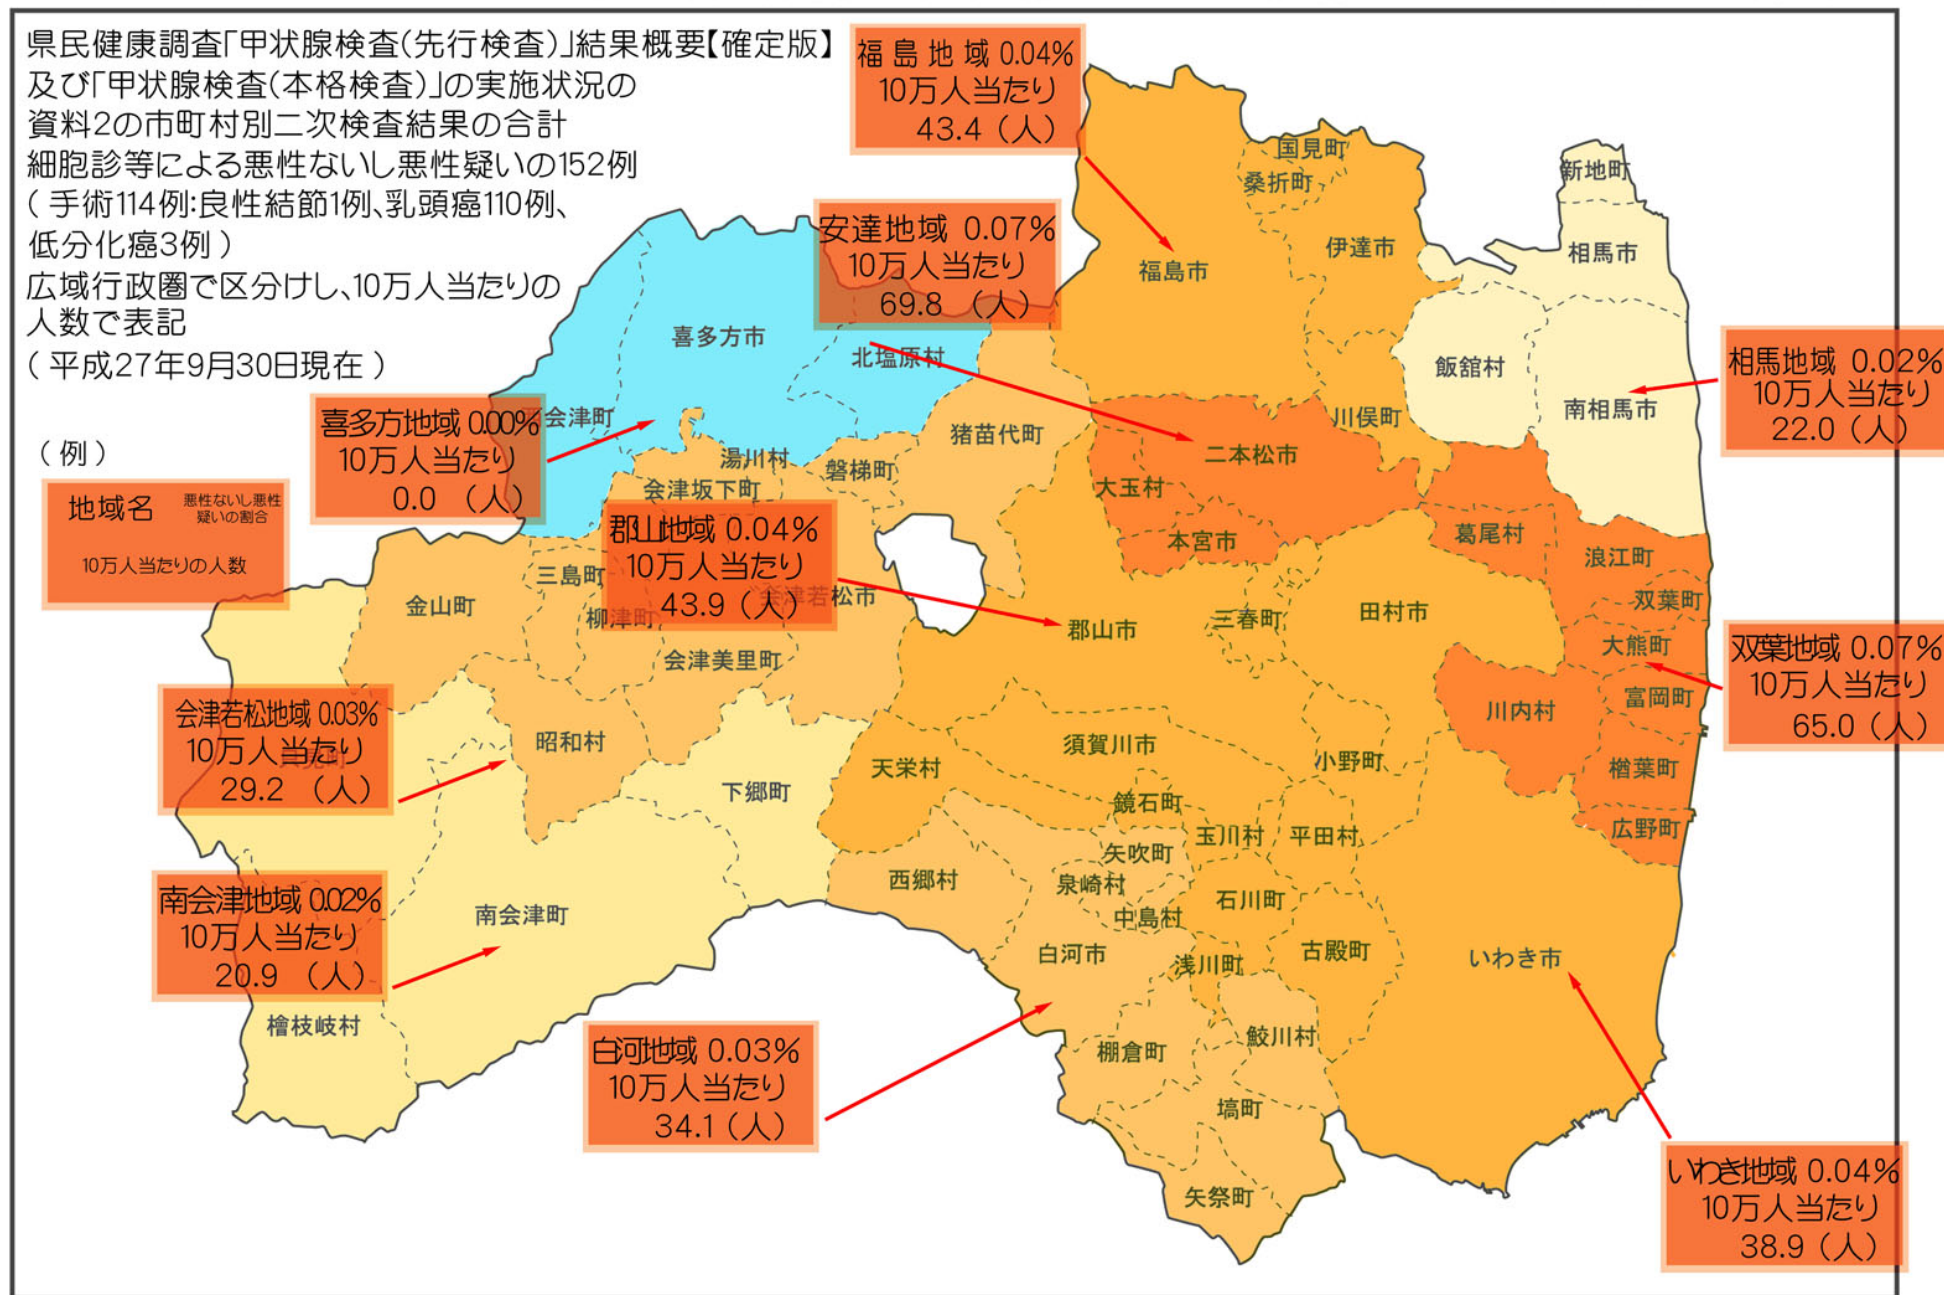 県民健康調査「甲状腺検査(先行検査)」結果概要【確定版】
及び「甲状腺検査(本格検査)」の実施状況の
資料2の市町村別二次検査結果の合計
細胞診等による悪性ないし悪性疑いの152例
(手術114例:良性結節1例、乳頭癌110例、
低分化癌3例)
広域行政圏で区分けし、10万人当たりの
人数で表記
(平成27年9月30日現在)
(例)
地域名
悪性ないし悪性
疑いの割合
10万人当たりの人数
福島地域 0.04%
10万人当たり
43.4 (人)
安達地域 0.07%
10万人当たり
69.8 (人)
相馬地域 0.02%
10万人当たり
22.0 (人)
喜多方地域 0.00%
10万人当たり
0.0 (人)
郡山地域 0.04%
10万人当たり
43.9 (人)
双葉地域 0.07%
10万人当たり
65.0 (人)
会津若松地域 0.03%
10万人当たり
29.2 (人)
南会津地域 0.02%
10万人当たり
20.9 (人)
白河地域 0.03%
10万人当たり
34.1 (人)
いわき地域 0.04%
10万人当たり
38.9 (人)
国見町
桑折町
新地町
伊達市
相馬市
福島市
喜多方市
北塩原村
飯舘村
南相馬市
会津町
川俣町
猪苗代町
二本松市
湯川村
磐梯町
会津坂下町
大玉村
本宮市
葛尾村
浪江町
三島町
金山町
柳津町
会津若松市
双葉町
田村市
三春町
郡山市
大熊町
会津美里町
富岡町
川内村
昭和村
須賀川市
小野町
天栄村
楢葉町
只見町
下郷町
鏡石町
広野町
玉川村
平田村
矢吹町
西郷村
泉崎村
石川町
中島村
南会津町
白河市
古殿町
いわき市
浅川町
檜枝岐村
鮫川村
棚倉町
塙町
矢祭町